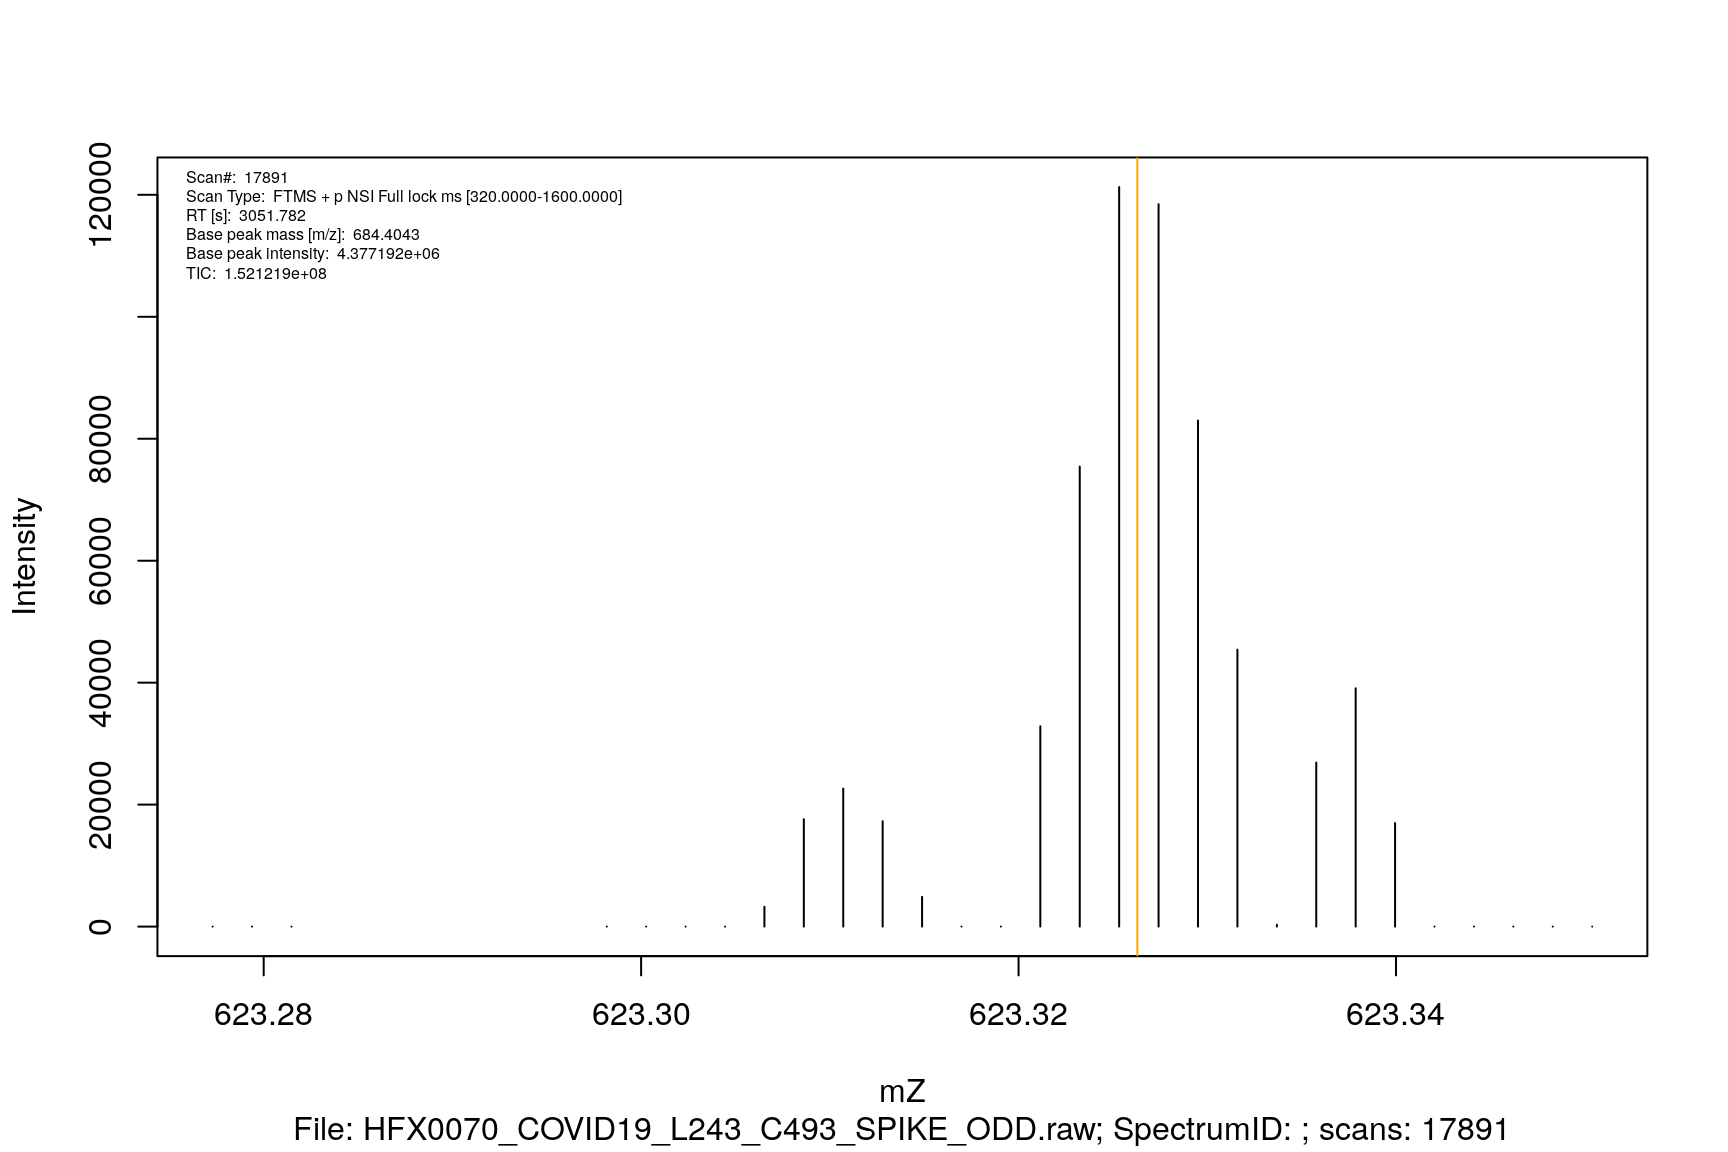 Scan#: 17891
Scan Type: FTMS + p NSI Full lock ms [320.0000-1600.0000]
RT [s]: 3051.782
Base peak mass [m/z]: 684.4043
Base peak intensity: 4.377192e+06
TIC: 1.521219e+08
120000
80000
60000
40000
20000
0
Intensity
623.28 623.30 623.32 623.34
mZ
File: HFX0070_COVID19_L243_C493_SPIKE_ODD.raw; SpectrumID: ; scans: 17891